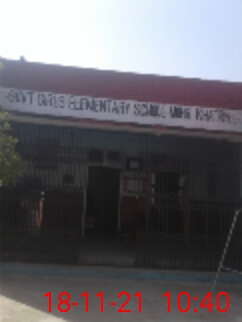 GOVT GIRLS ELEMENTARY SCHOOL
18-11-21 10:40